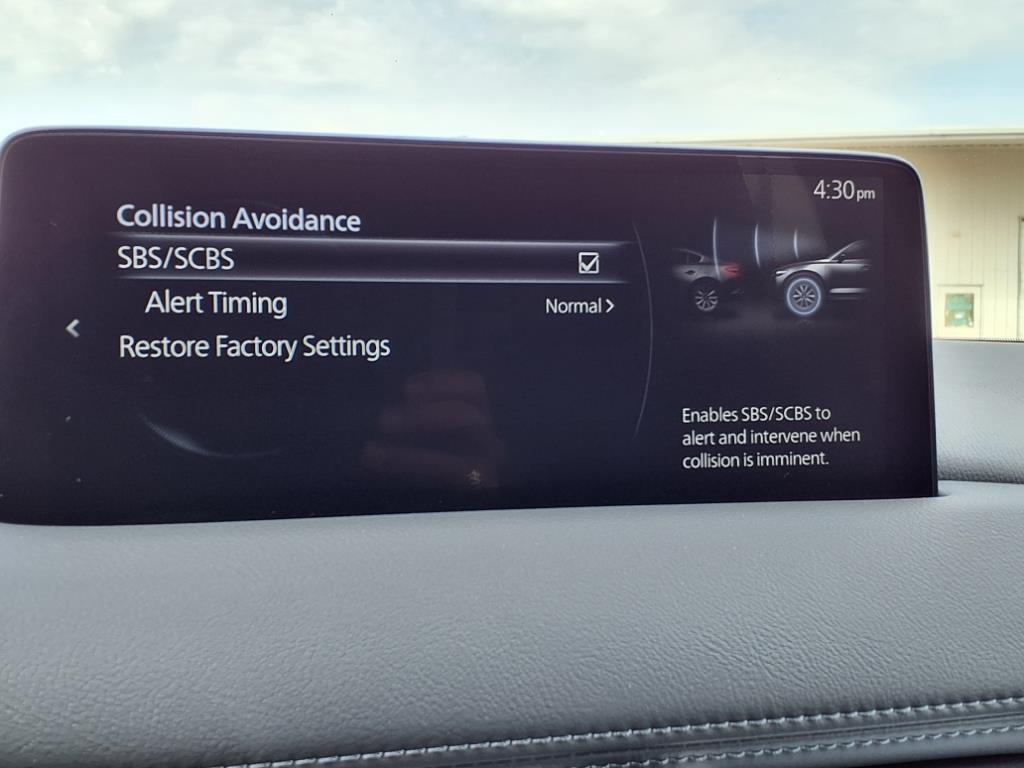 4:30pm
Collision Avoidance
SBS/SCBS
Alert Timing Normal >
Restore Factory Settings
Enables SBS/SCBS to
alert and intervene when
collision is imminent.